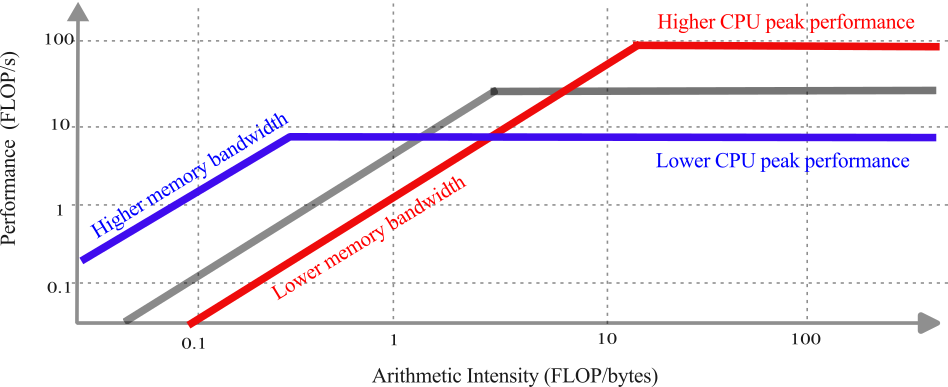 Higher CPU peak performance
100
Performance (FLOP/s)
10
Higher memory bandwidth
Lower CPU peak performance
1
Lower memory bandwidth
0.1
0.1
1
10
100
Arithmetic Intensity (FLOP/bytes)